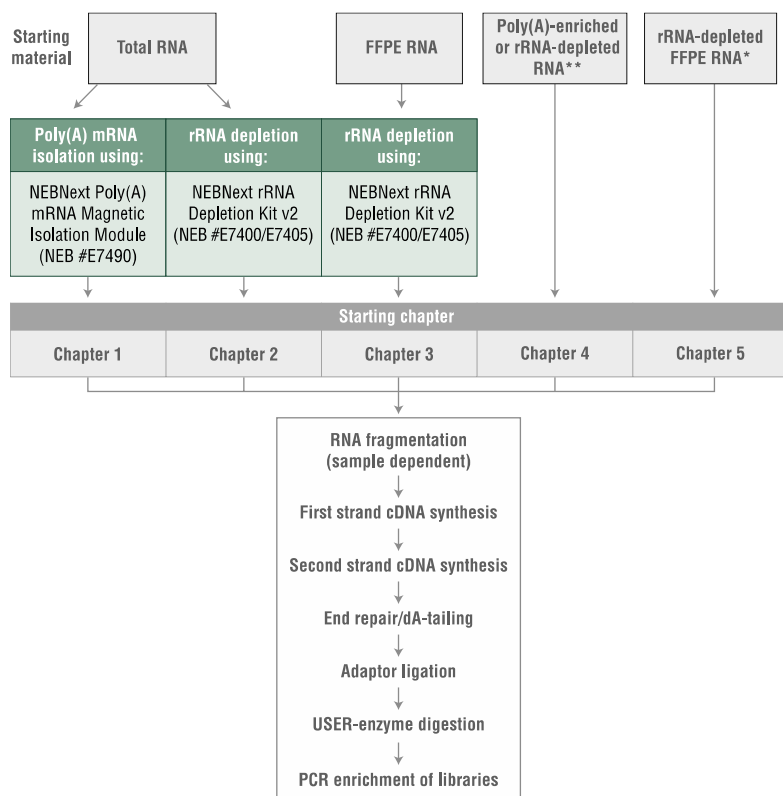 Starting
material
Total RNA
FFPE RNA
Poly(A)-enriched
or rRNA-depleted
RNA**
rRNA-depleted
FFPE RNA*
Poly(A) mRNA
isolation using:
rRNA depletion
using:
rRNA depletion
using:
NEBNext Poly(A)
mRNA Magnetic
Isolation Module
(NEB #E7490)
NEBNext rRNA
Depletion Kit v2
(NEB #E7400/E7405)
NEBNext rRNA
Depletion Kit v2
(NEB #E7400/E7405)
Starting chapter
Chapter 1
Chapter 2
Chapter 3
Chapter 4
Chapter 5
RNA fragmentation
(sample dependent)
First strand cDNA synthesis
Second strand cDNA synthesis
End repair/dA-tailing
Adaptor ligation
USER-enzyme digestion
PCR enrichment of libraries